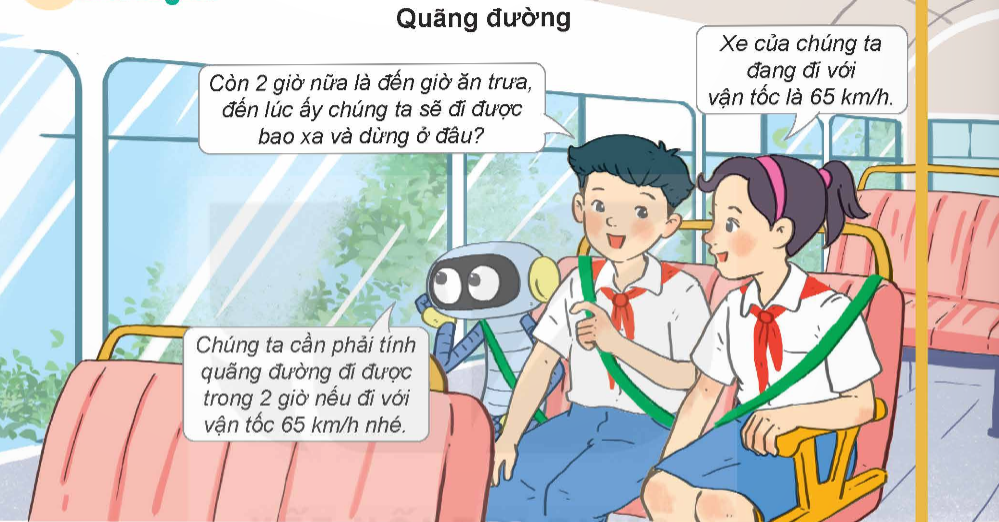 Quãng đường
Còn 2 giờ nữa là đến giờ ăn trưa,
đến lúc ấy chúng ta sẽ đi được
bao xa và dừng ở đâu?
Xe của chúng ta
đang đi với
vận tốc là 65 km/h.
Chúng ta cần phải tính
quãng đường đi được
trong 2 giờ nếu đi với
vận tốc 65 km/h nhé.